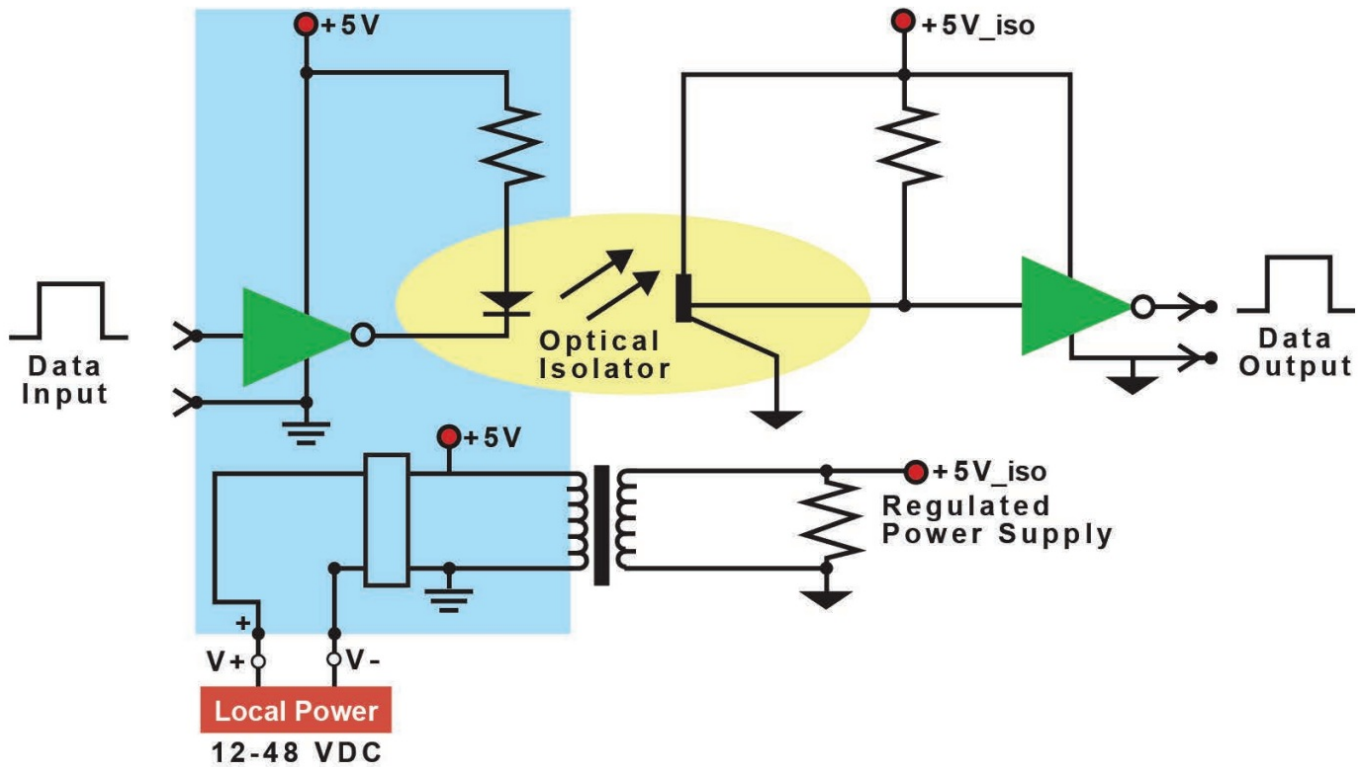 +5V
+5V_iso
Data
Input
Optical
Isolator
Data
Output
+5V
+5V_iso
Regulated
Power Supply
+
V+
V-
Local Power
12-48 VDC